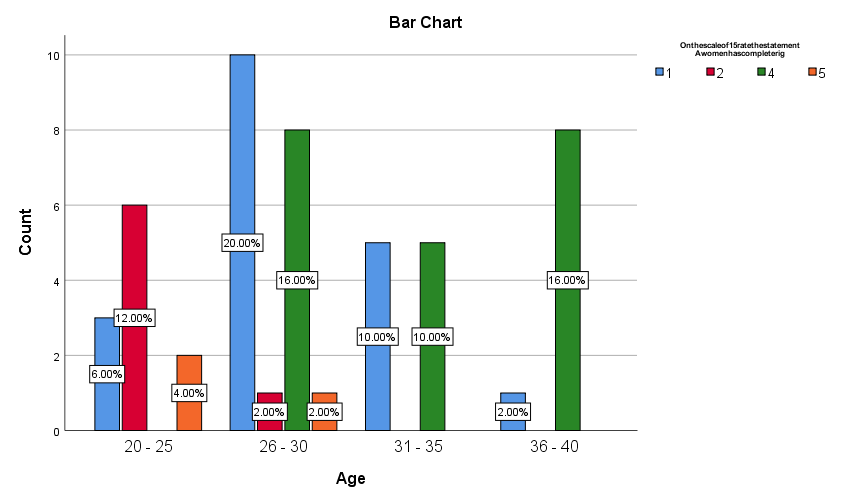 Bar Chart
Onthescaleof15ratethestatement
Awomenhascompleterig
1 2 4 5
Count
10
8
6
4
2
0
6.00%
12.00%
4.00%
20.00%
2.00%
16.00%
2.00%
10.00%
10.00%
2.00%
16.00%
20 - 25 26 - 30 31 - 35 36 - 40
Age